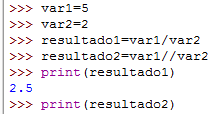 >>> var1=5
>>> var2=2
>>> resultado1=var1/var2
>>> resultado2=var1//var2
>>> print(resultado1)
2.5
>>> print(resultado2)